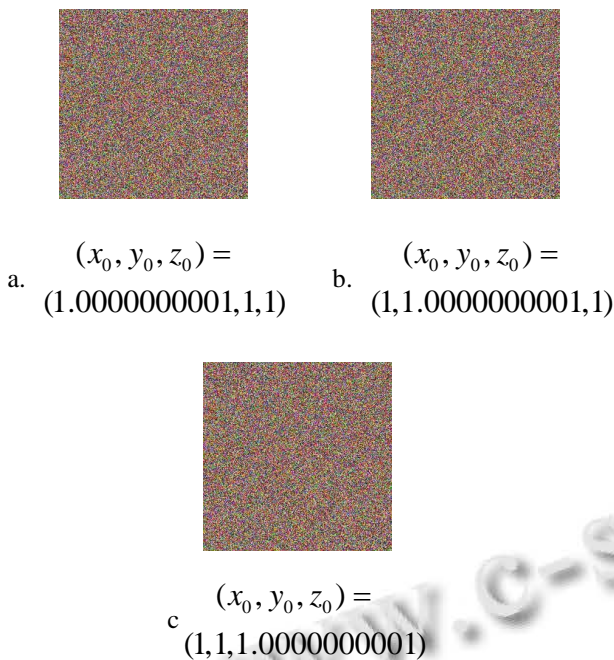 a. (x₀, y₀, z₀) =
(1.0000000001,1,1)
b. (x₀, y₀, z₀) =
(1,1.0000000001,1)
c (x₀, y₀, z₀) =
(1,1,1.0000000001)
www.c-s